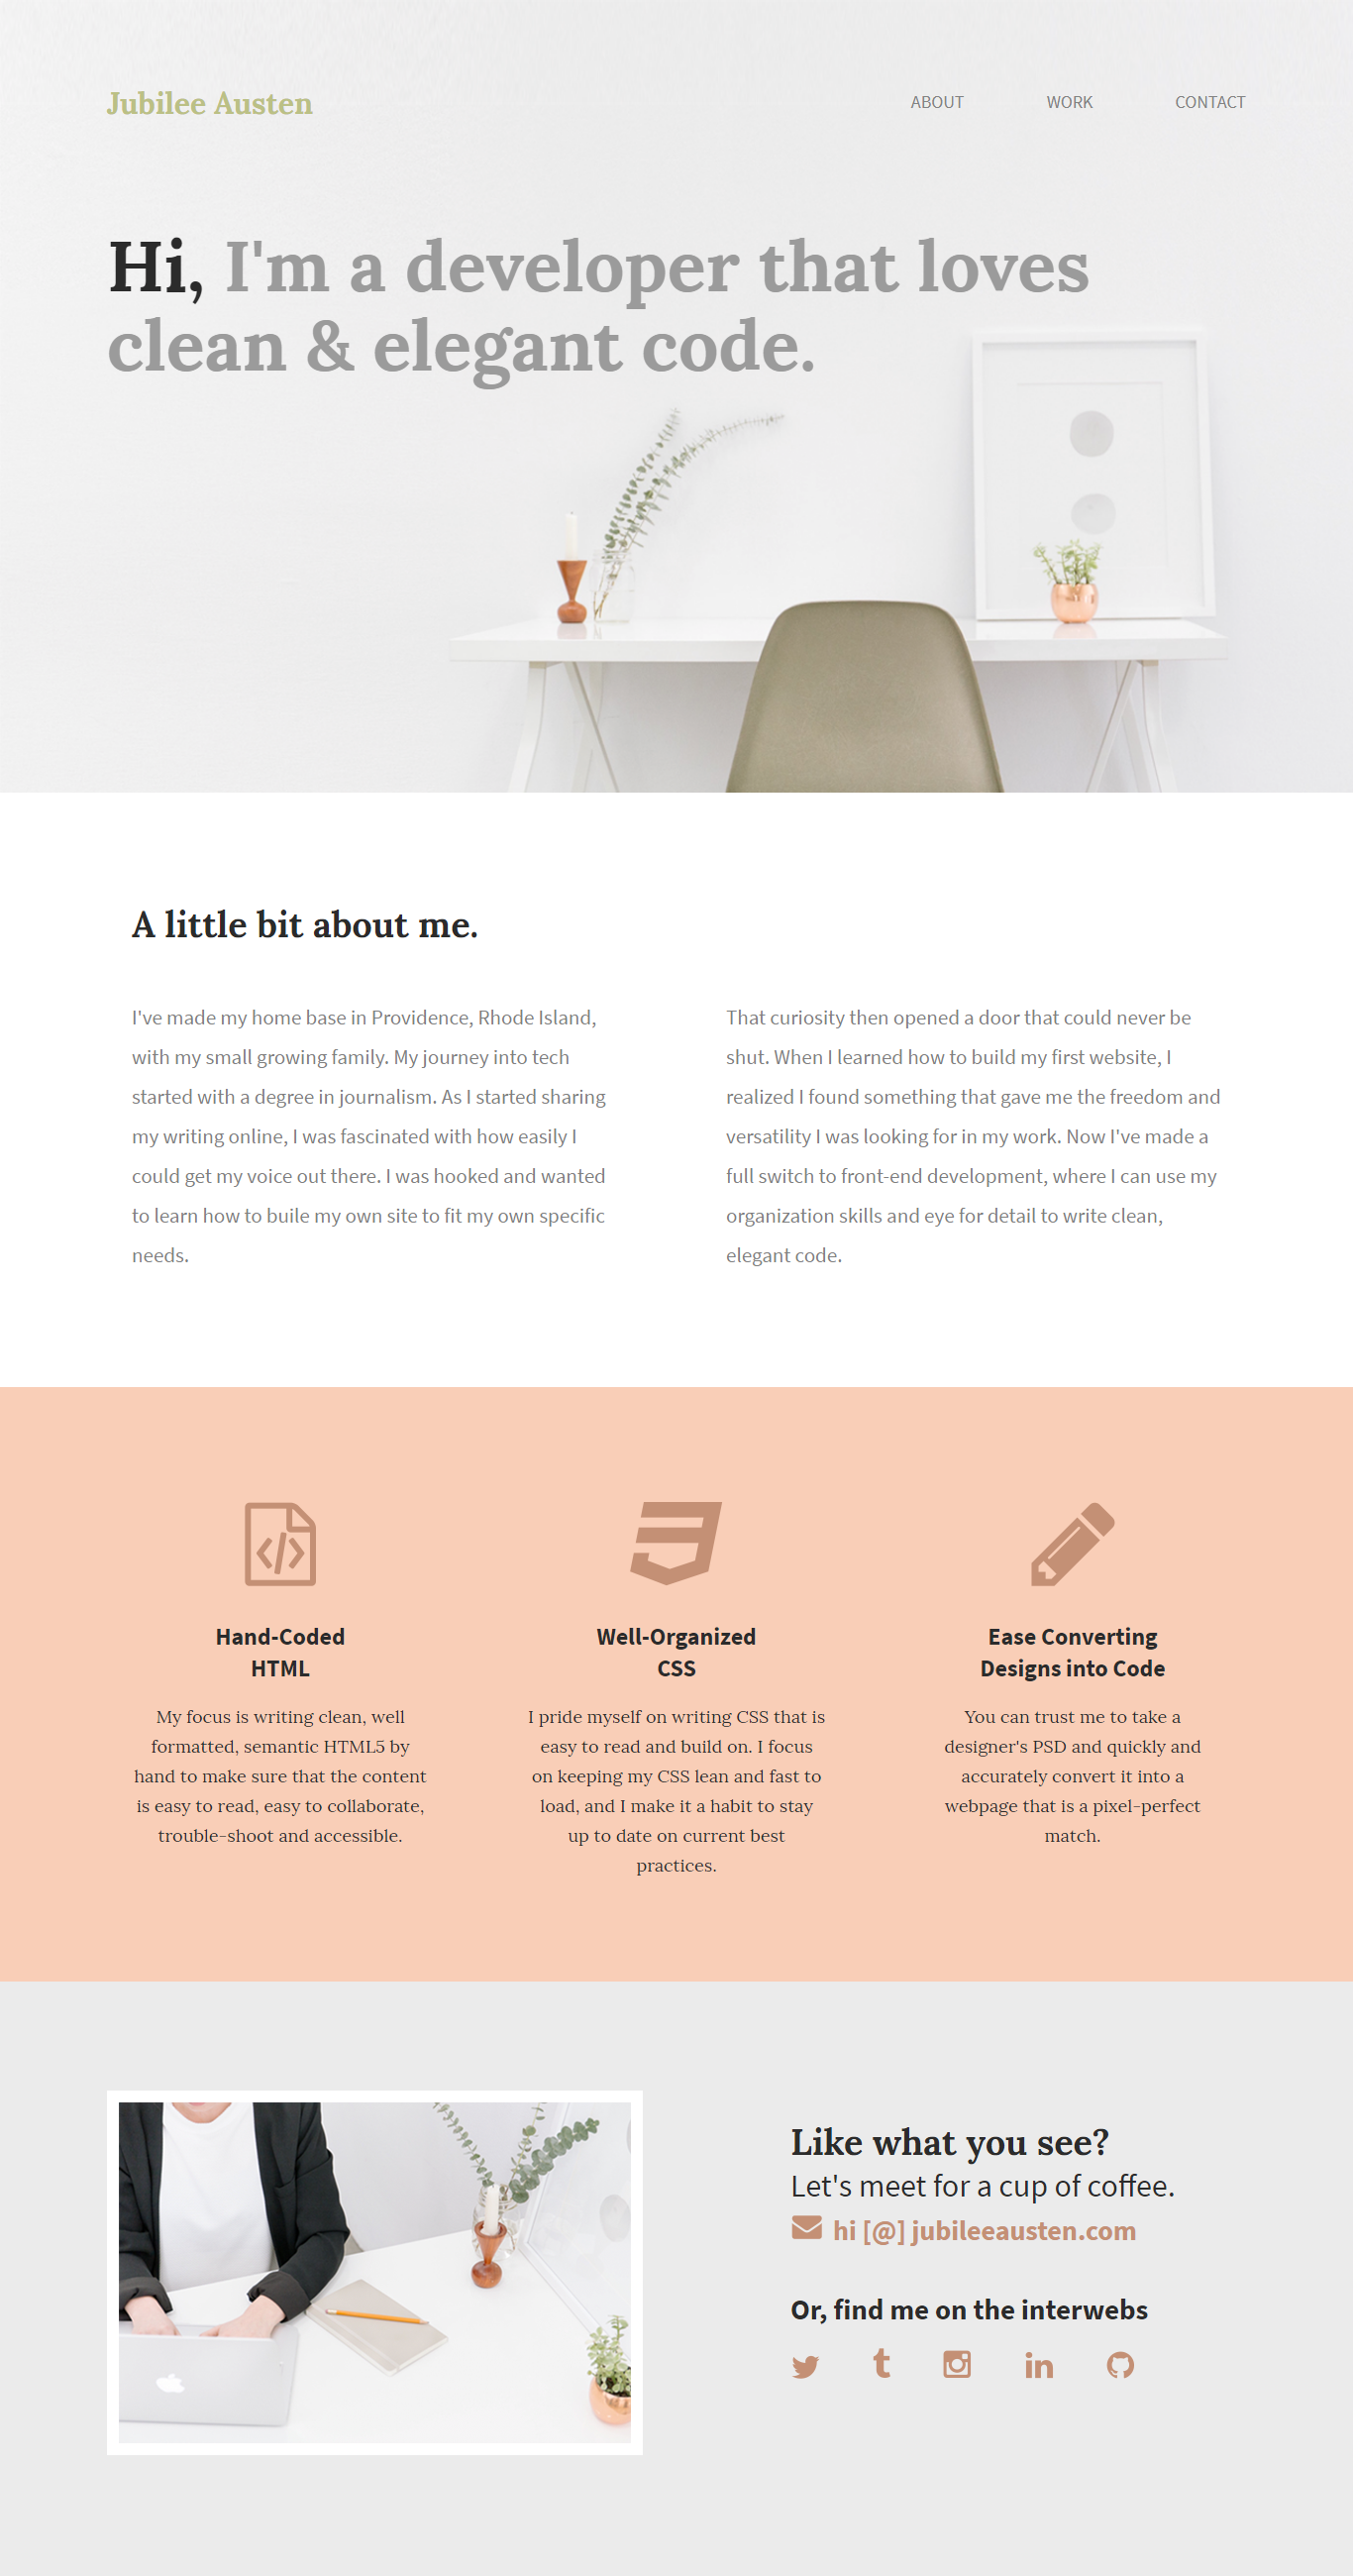 Jubilee Austen
ABOUT WORK CONTACT
Hi, I'm a developer that loves
clean & elegant code.
A little bit about me.
I've made my home base in Providence, Rhode Island,
with my small growing family. My journey into tech
started with a degree in journalism. As I started sharing
my writing online, I was fascinated with how easily I
could get my voice out there. I was hooked and wanted
to learn how to buile my own site to fit my own specific
needs.
That curiosity then opened a door that could never be
shut. When I learned how to build my first website, I
realized I found something that gave me the freedom and
versatility I was looking for in my work. Now I've made a
full switch to front-end development, where I can use my
organization skills and eye for detail to write clean,
elegant code.
Hand-Coded
HTML
My focus is writing clean, well
formatted, semantic HTML5 by
hand to make sure that the content
is easy to read, easy to collaborate,
trouble-shoot and accessible.
Well-Organized
CSS
I pride myself on writing CSS that is
easy to read and build on. I focus
on keeping my CSS lean and fast to
load, and I make it a habit to stay
up to date on current best
practices.
Ease Converting
Designs into Code
You can trust me to take a
designer's PSD and quickly and
accurately convert it into a
webpage that is a pixel-perfect
match.
Like what you see?
Let's meet for a cup of coffee.
hi [@] jubileeausten.com
Or, find me on the interwebs